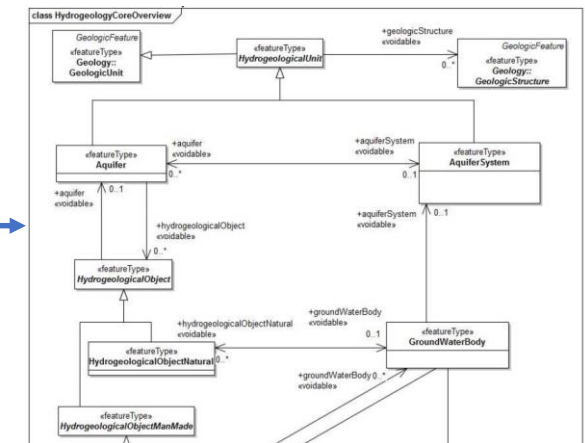 class HydrogeologyCoreOverview
GeologicFeature
«featureType»
Geology::
GeologicUnit
«featureType»
HydrogeologicalUnit
+geologicStructure
«voidable»
0..*
GeologicFeature
«featureType»
Geology::
GeologicStructure
«featureType»
Aquifer
+aquifer
«voidable»
0..*
+aquiferSystem
«voidable»
0..1
«featureType»
AquiferSystem
+aquifer
«voidable»
0..1
+hydrogeologicalObject
«voidable»
0..*
+aquiferSystem
«voidable»
0..1
«featureType»
HydrogeologicalObject
+hydrogeologicalObjectNatural
«voidable»
0..*
+groundWaterBody
«voidable»
0..1
«featureType»
GroundWaterBody
«featureType»
HydrogeologicalObjectNatural
+groundWaterBody 0..*
«voidable»
«featureType»
HydrogeologicalObjectManMade